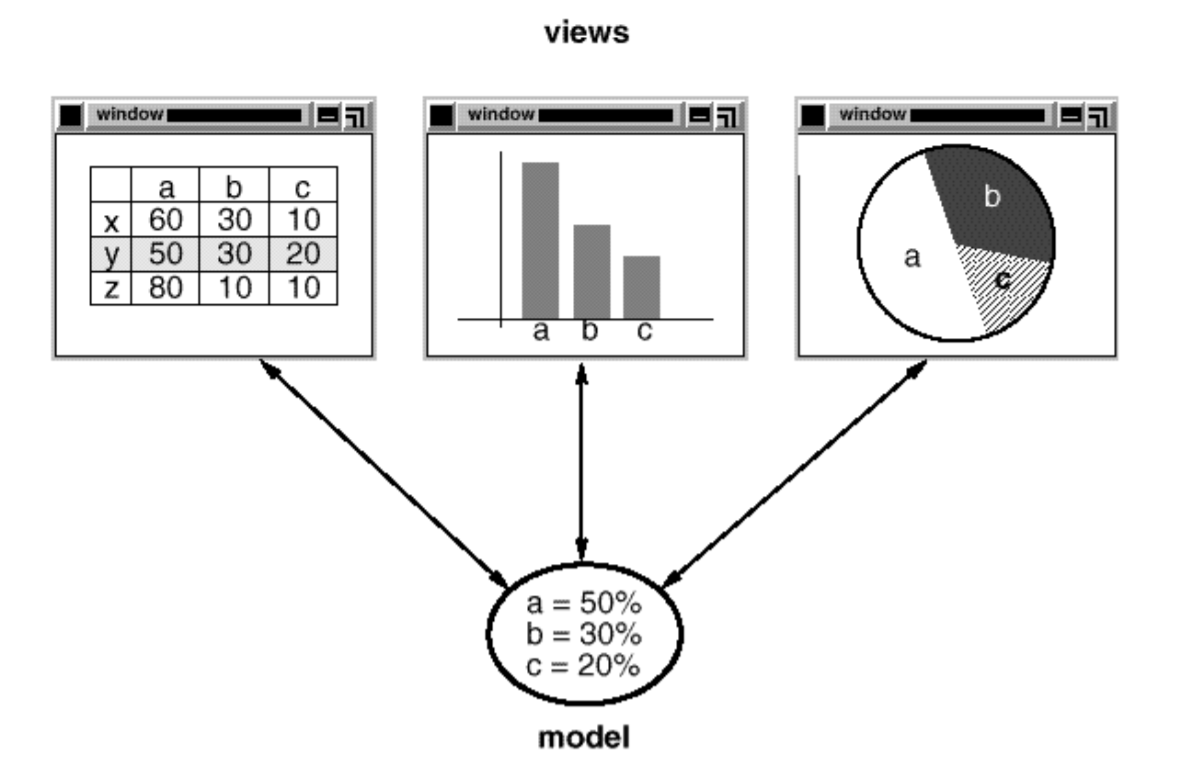 views
window
window
window
a b c
x 60 30 10
y 50 30 20
z 80 10 10
a b c
b
a
c
a = 50%
b = 30%
c = 20%
model